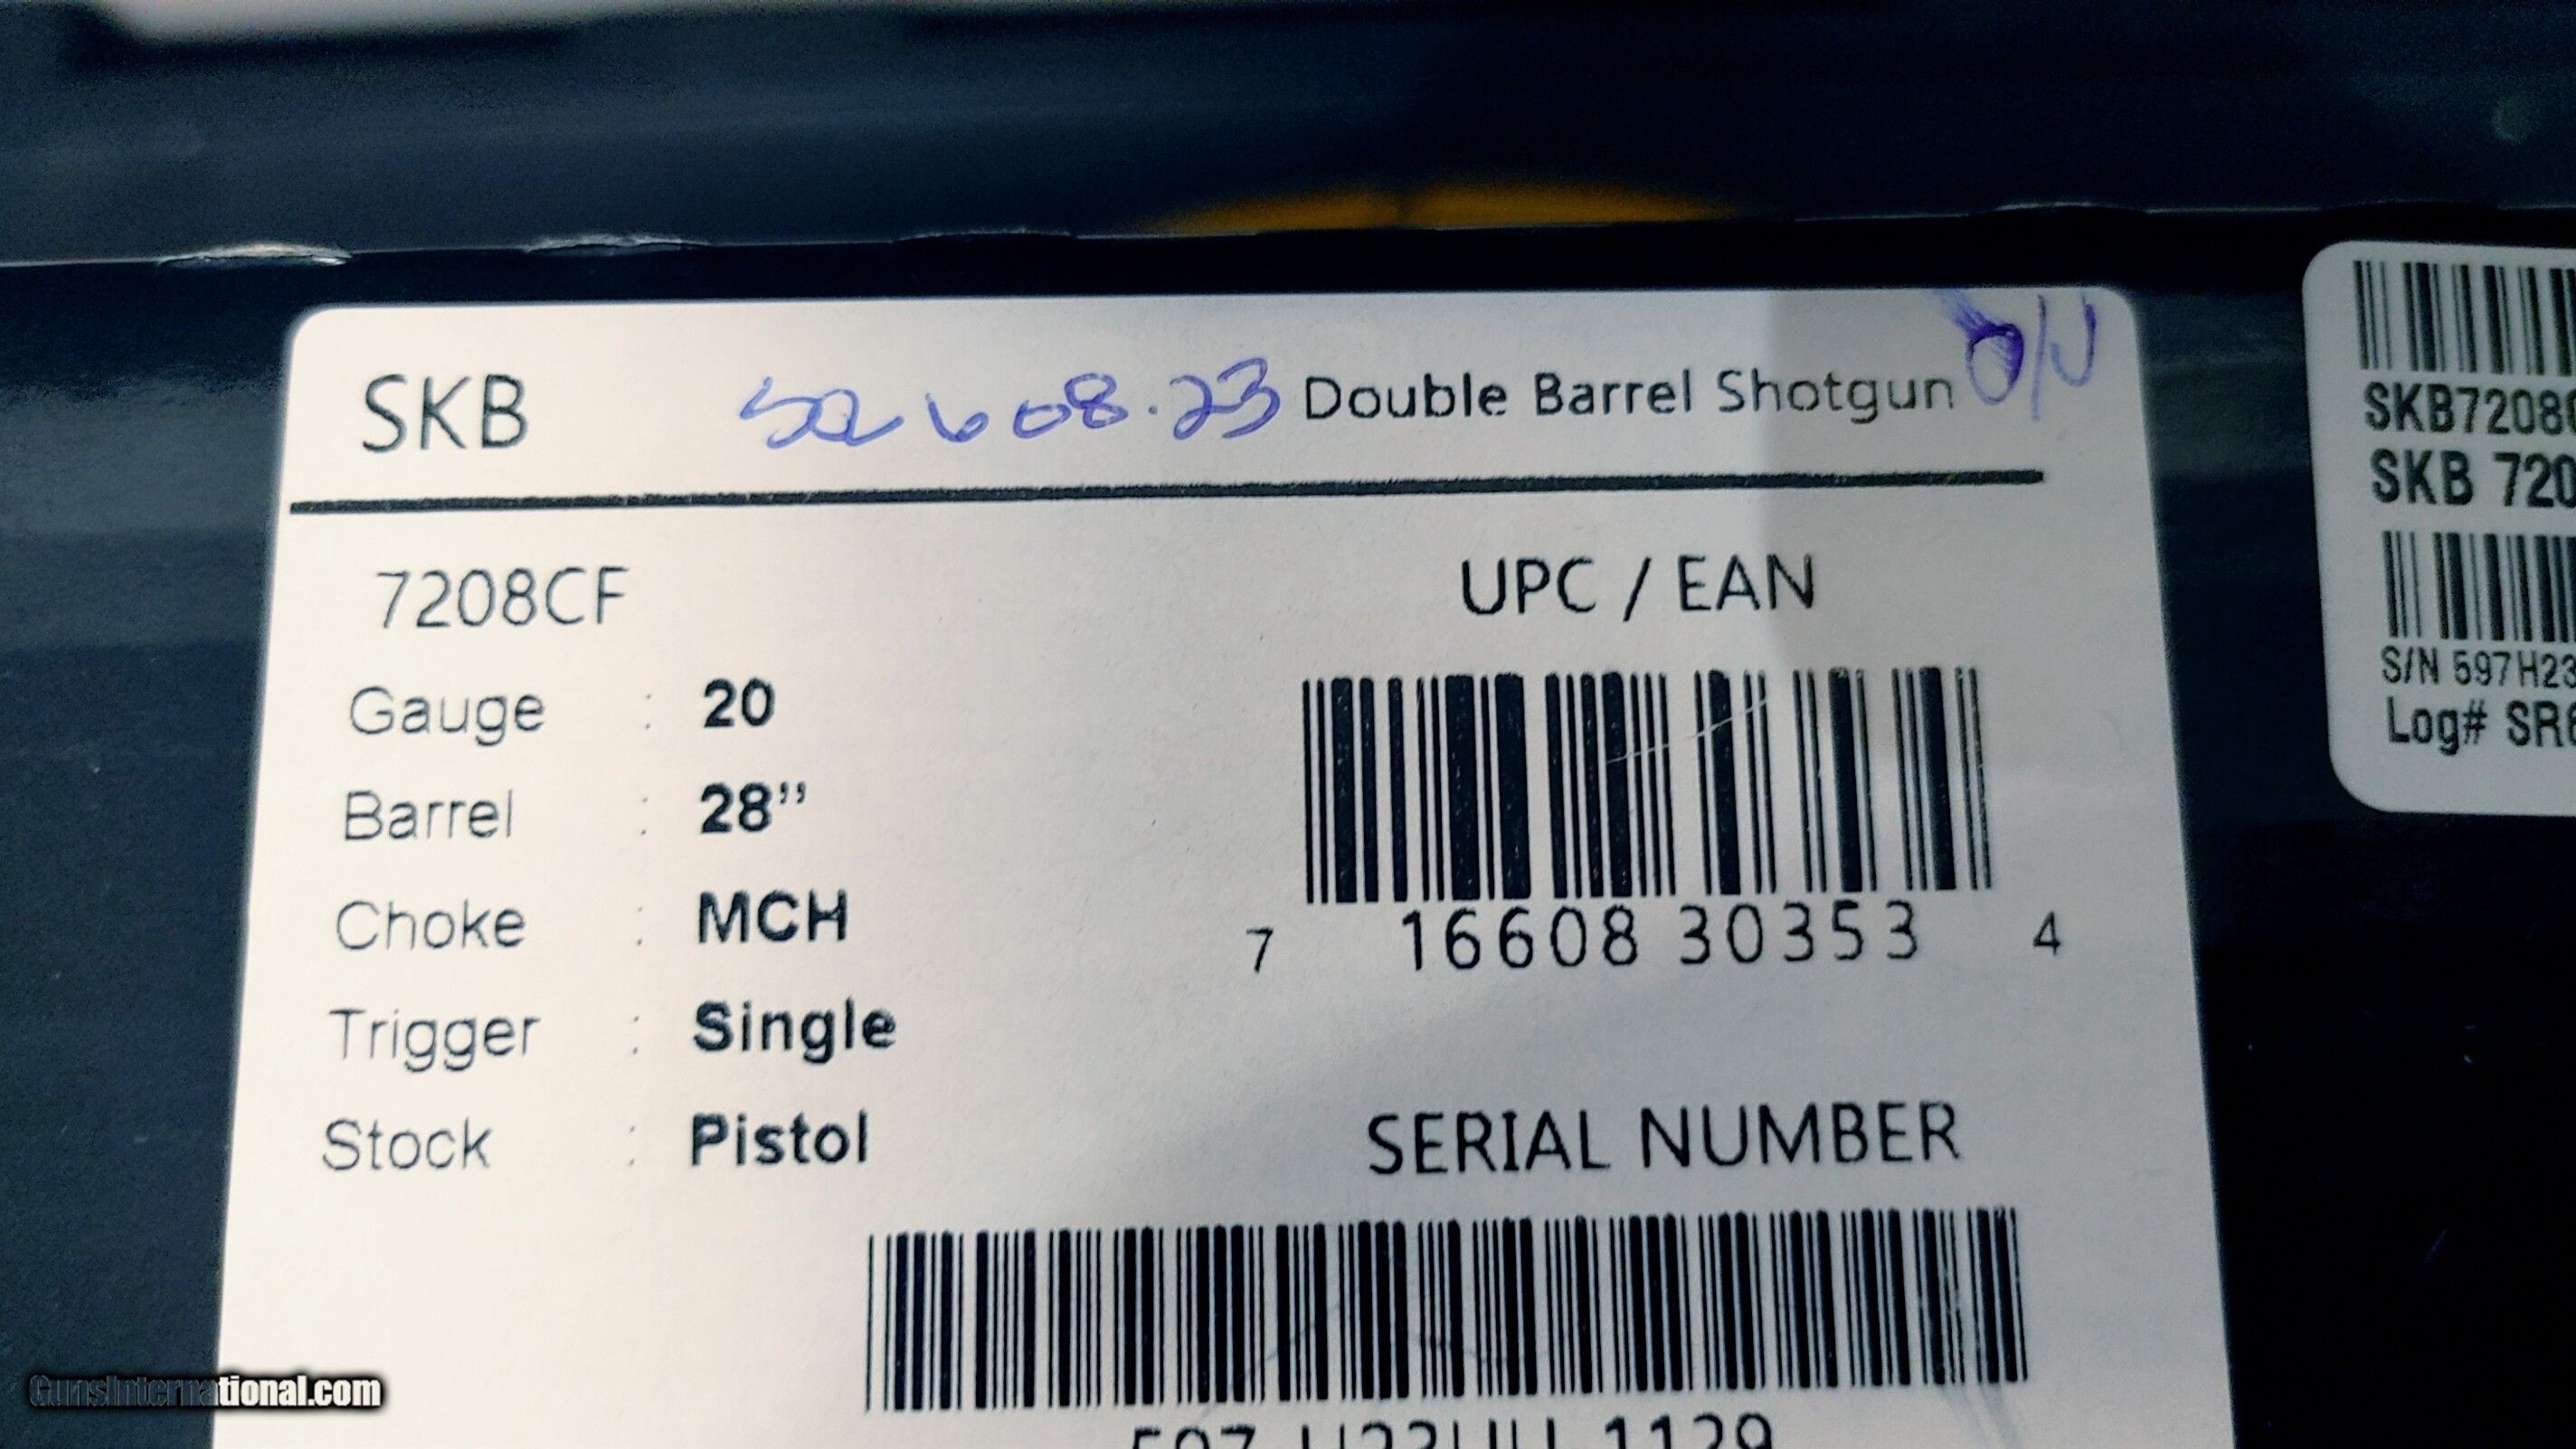 SKB
Double Barrel Shotgun O/U
7208CF
Gauge : 20
Barrel : 28”
Choke : MCH
Trigger : Single
Stock : Pistol
UPC / EAN
7 16608 30353 4
SERIAL NUMBER
SKB7208
SKB 720
S/N 597H23
Log# SR
GunsInternational.com